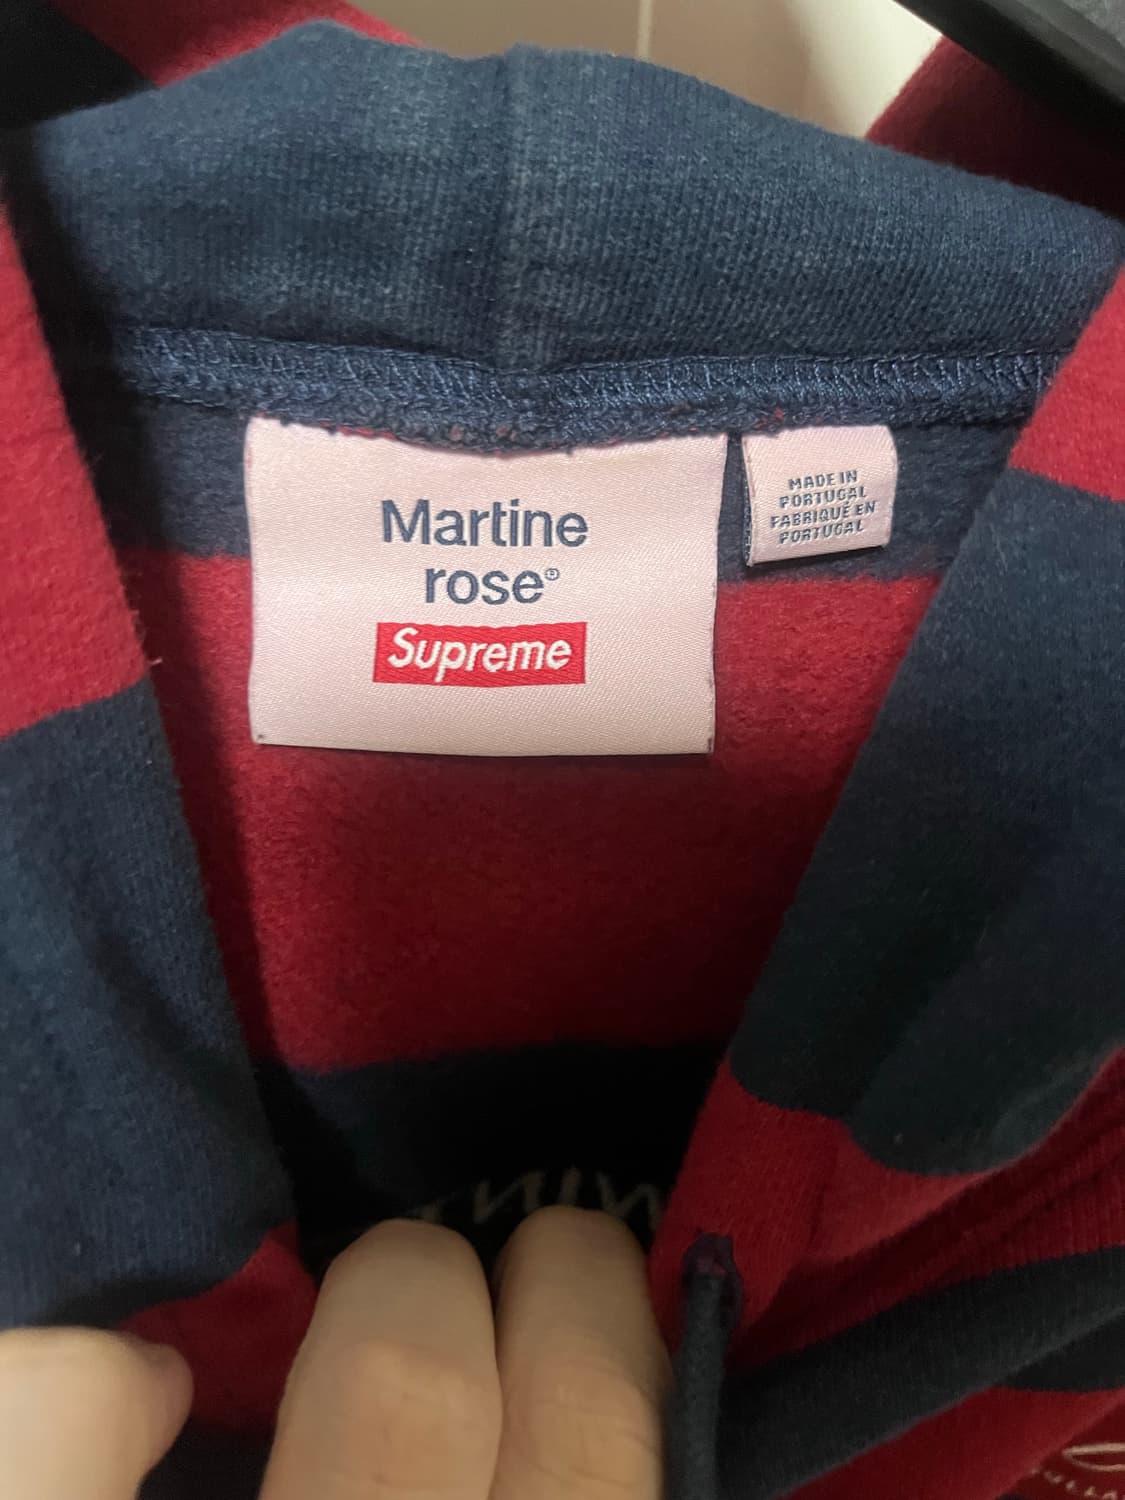 Martine
rose®
Supreme
MADE IN
PORTUGAL
FABRIQUÉ EN
PORTUGAL